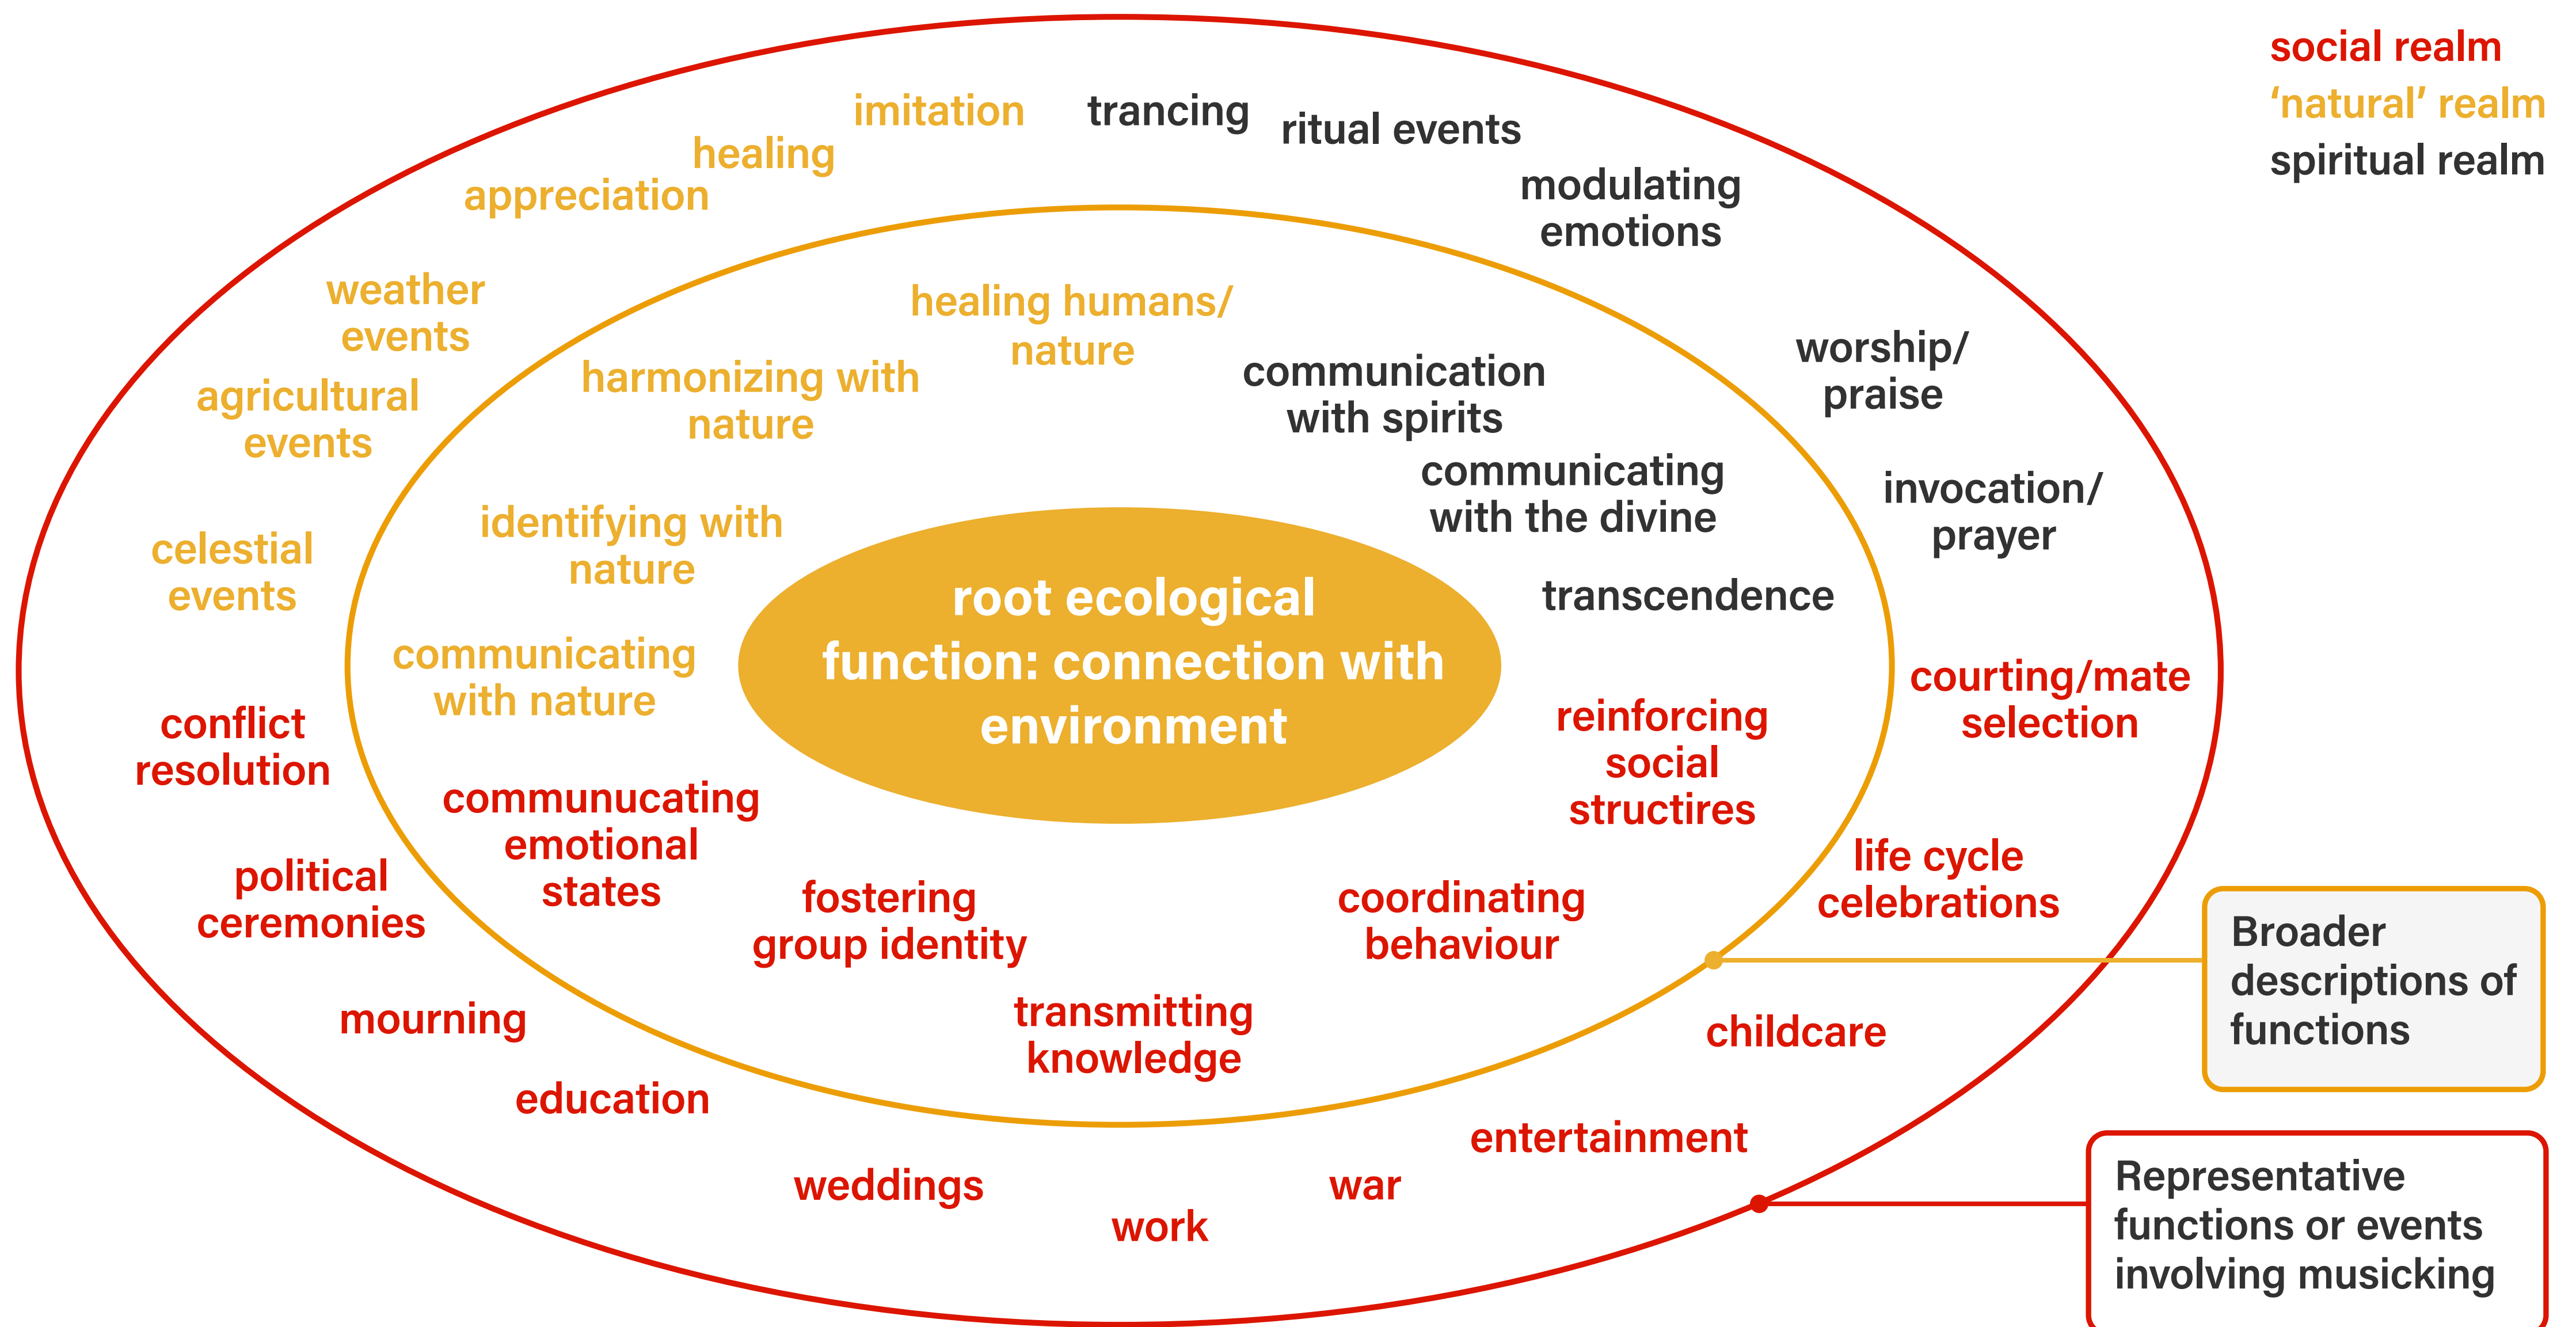 social realm
‘natural’ realm
spiritual realm
imitation
trancing
ritual events
healing
appreciation
modulating
emotions
weather
events
healing humans/
nature
harmonizing with
nature
communication
with spirits
worship/
praise
agricultural
events
communicating
with the divine
invocation/
prayer
identifying with
nature
celestial
events
transcendence
root ecological
function: connection with
environment
communicating
with nature
courting/mate
selection
conflict
resolution
reinforcing
social
structires
communucating
emotional
states
life cycle
celebrations
political
ceremonies
fostering
group identity
coordinating
behaviour
Broader
descriptions of
functions
mourning
transmitting
knowledge
childcare
education
entertainment
weddings
war
work
Representative
functions or events
involving musicking